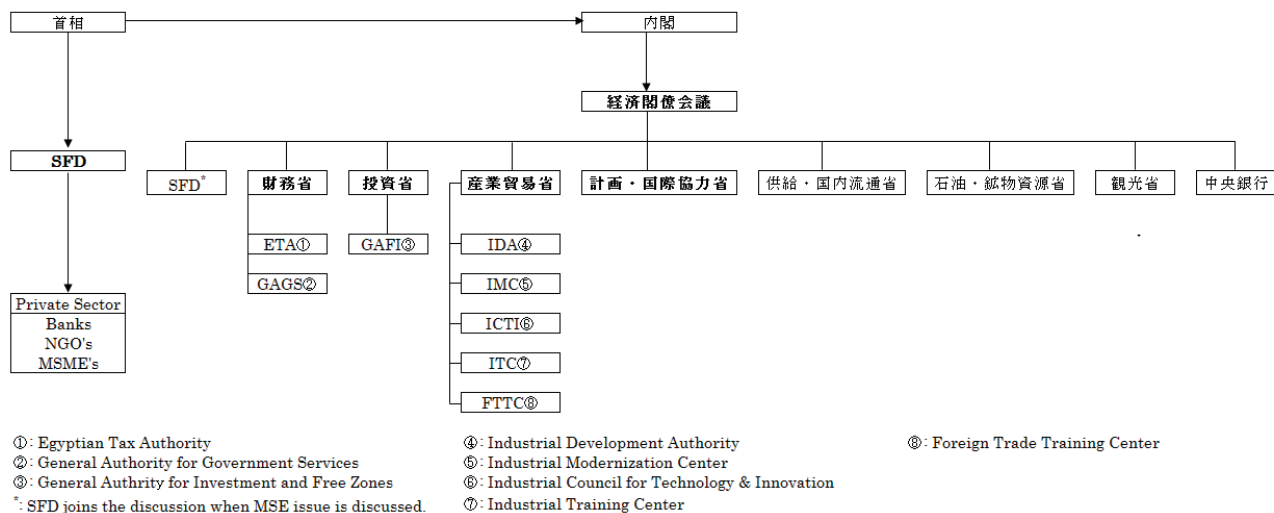 首相
内閣
経済閣僚会議
SFD
SFD*
財務省
投資省
産業貿易省
計画・国際協力省
供給・国内流通省
石油・鉱物資源省
観光省
中央銀行
ETA①
GAFI③
IDA④
GAGS②
IMC⑤
ICTI⑥
ITC⑦
FTTC⑧
Private Sector
Banks
NGO's
MSME's
①: Egyptian Tax Authority
②: General Authority for Government Services
③: General Authrity for Investment and Free Zones
*: SFD joins the discussion when MSE issue is discussed.
④: Industrial Development Authority
⑤: Industrial Modernization Center
⑥: Industrial Council for Technology & Innovation
⑦: Industrial Training Center
⑧: Foreign Trade Training Center